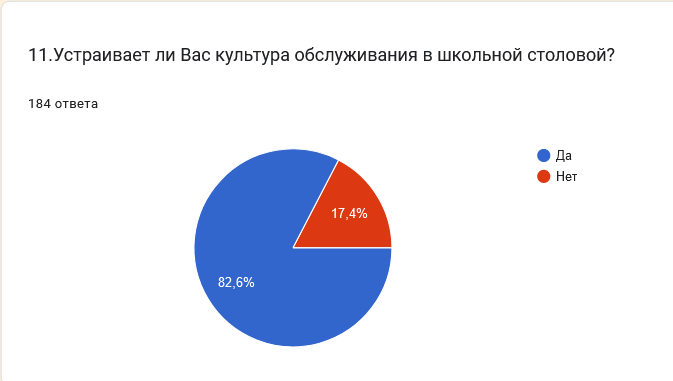 11.Устраивает ли Вас культура обслуживания в школьной столовой?
184 ответа
Да
Нет
17,4%
82,6%